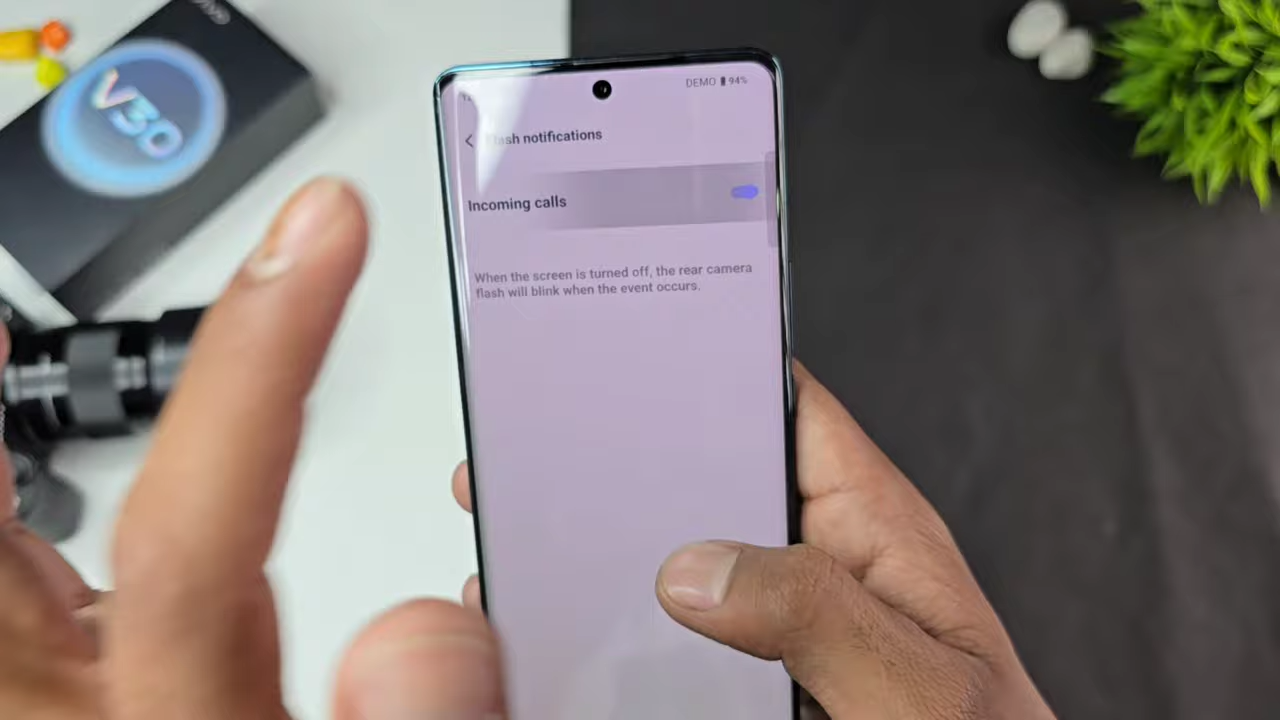 V30
DEMO 94%
Flash notifications
Incoming calls
When the screen is turned off, the rear camera
flash will blink when the event occurs.